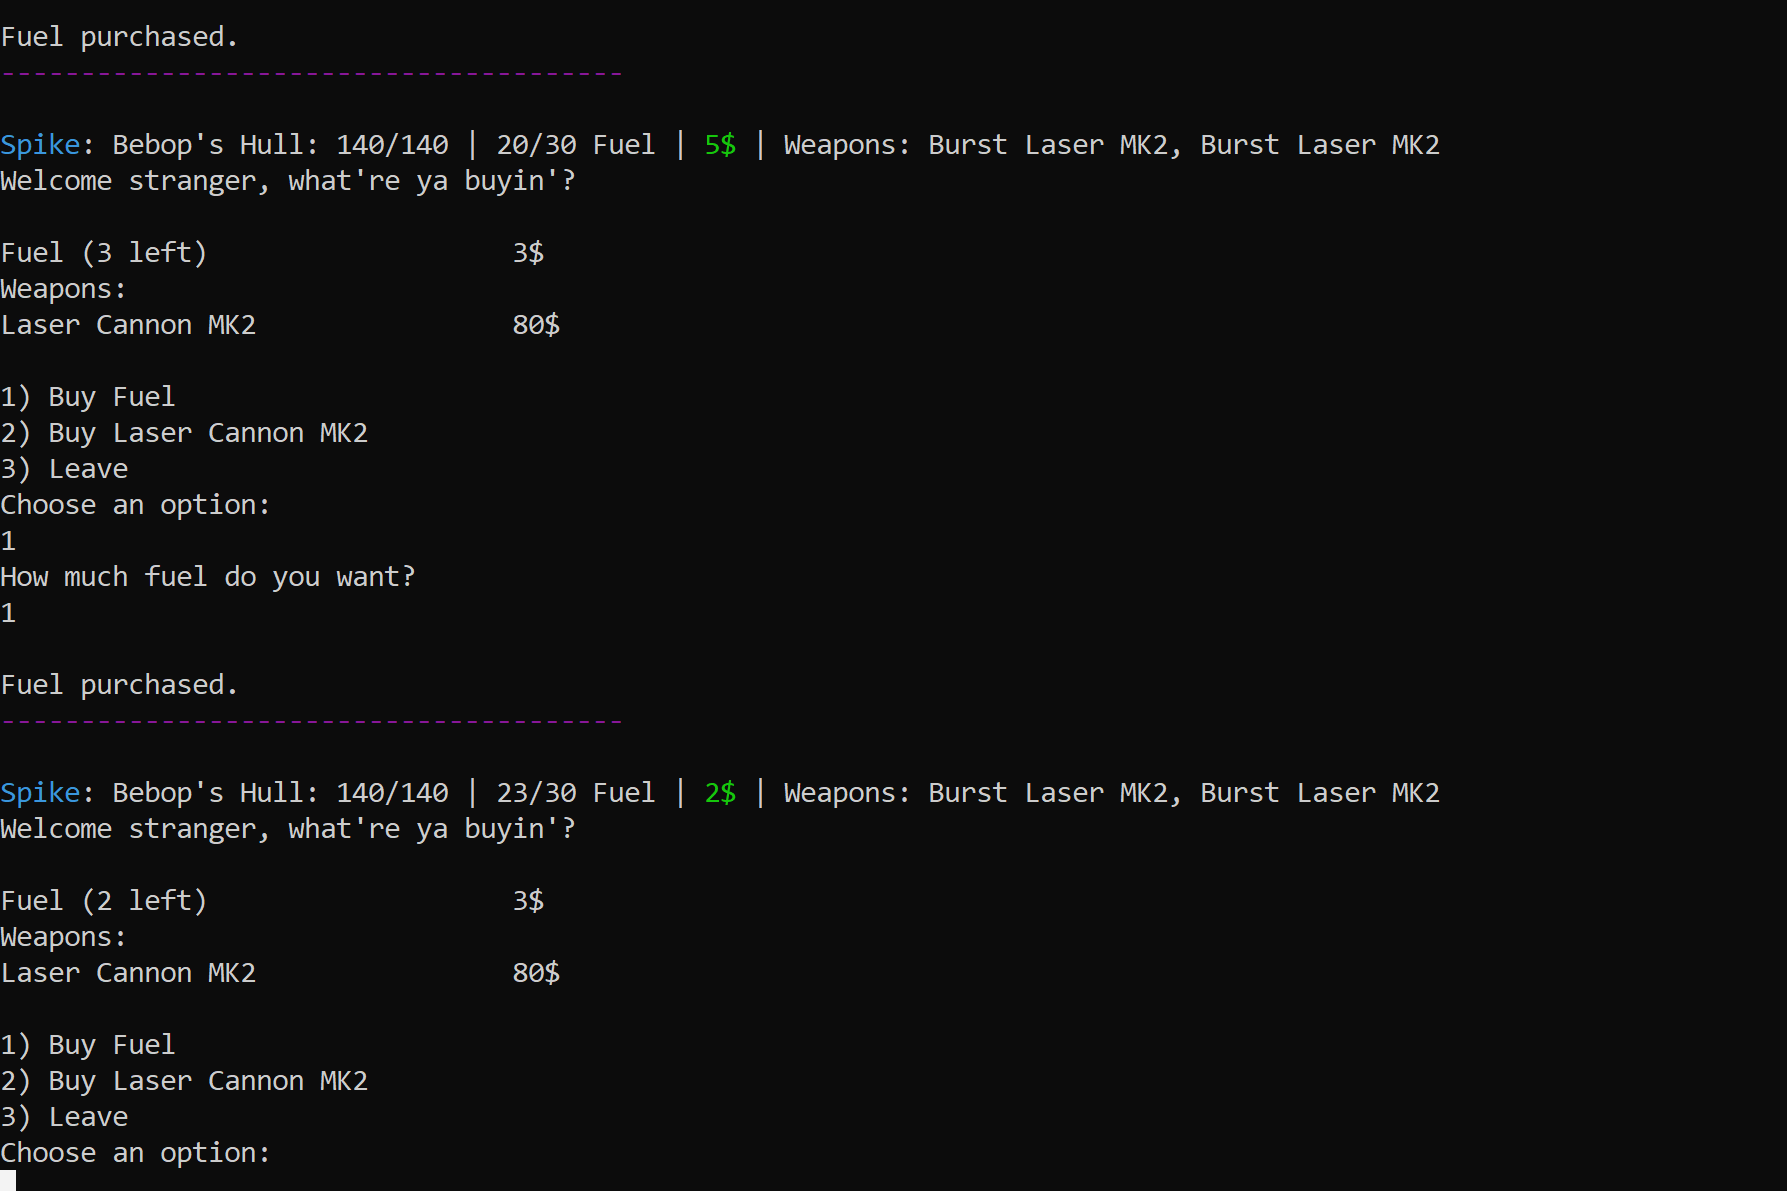 Fuel purchased.
---------------------------------------
Spike: Bebop's Hull: 140/140 | 20/30 Fuel | 5$ | Weapons: Burst Laser MK2, Burst Laser MK2
Welcome stranger, what're ya buyin'?
Fuel (3 left)                   3$
Weapons:
Laser Cannon MK2                80$
1) Buy Fuel
2) Buy Laser Cannon MK2
3) Leave
Choose an option:
1
How much fuel do you want?
1
Fuel purchased.
---------------------------------------
Spike: Bebop's Hull: 140/140 | 23/30 Fuel | 2$ | Weapons: Burst Laser MK2, Burst Laser MK2
Welcome stranger, what're ya buyin'?
Fuel (2 left)                   3$
Weapons:
Laser Cannon MK2                80$
1) Buy Fuel
2) Buy Laser Cannon MK2
3) Leave
Choose an option: